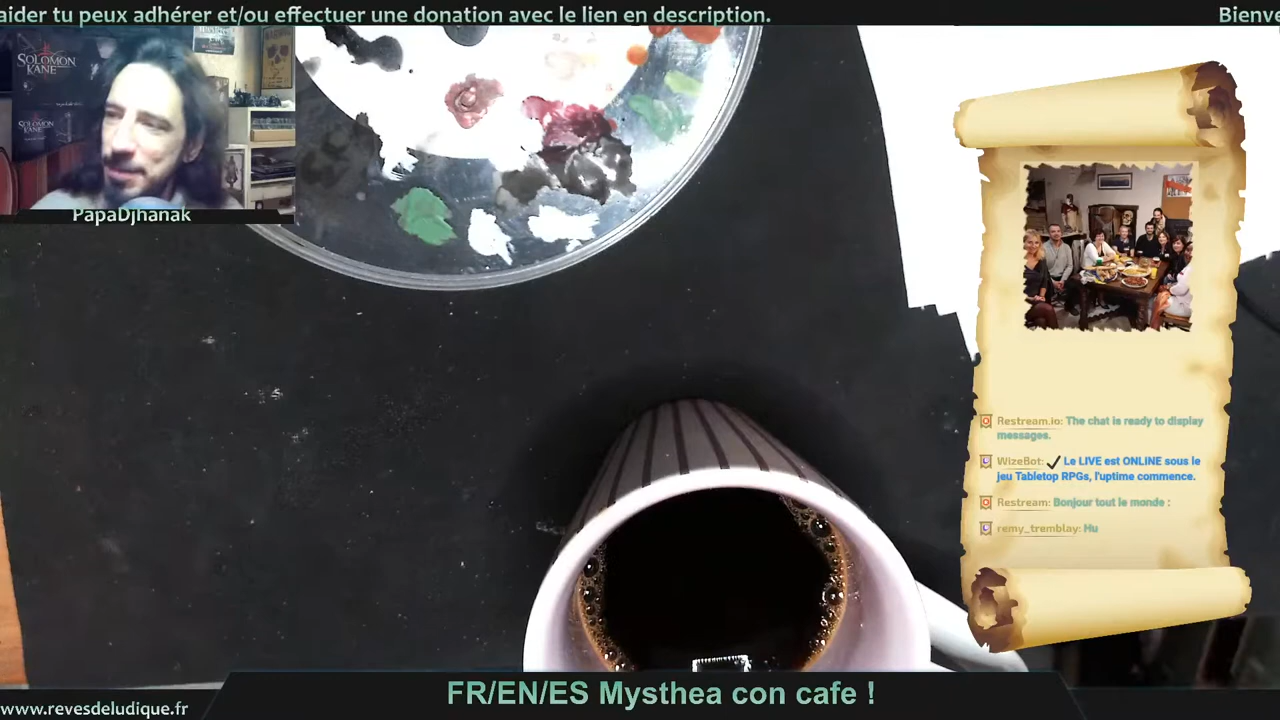 aider tu peux adhérer et/ou effectuer une donation avec le lien en description.
Bienve
SOLOMON
KANE
SOLOMON
KANE
PapaDjhanak
Restream.io: The chat is ready to display
messages.
WizeBot: ✓ Le LIVE est ONLINE sous le
jeu Tabletop RPGs, l'uptime commence.
Restream: Bonjour tout le monde :
remy_tremblay: Hu
FR/EN/ES Mysthea con cafe !
www.revesdeludique.fr